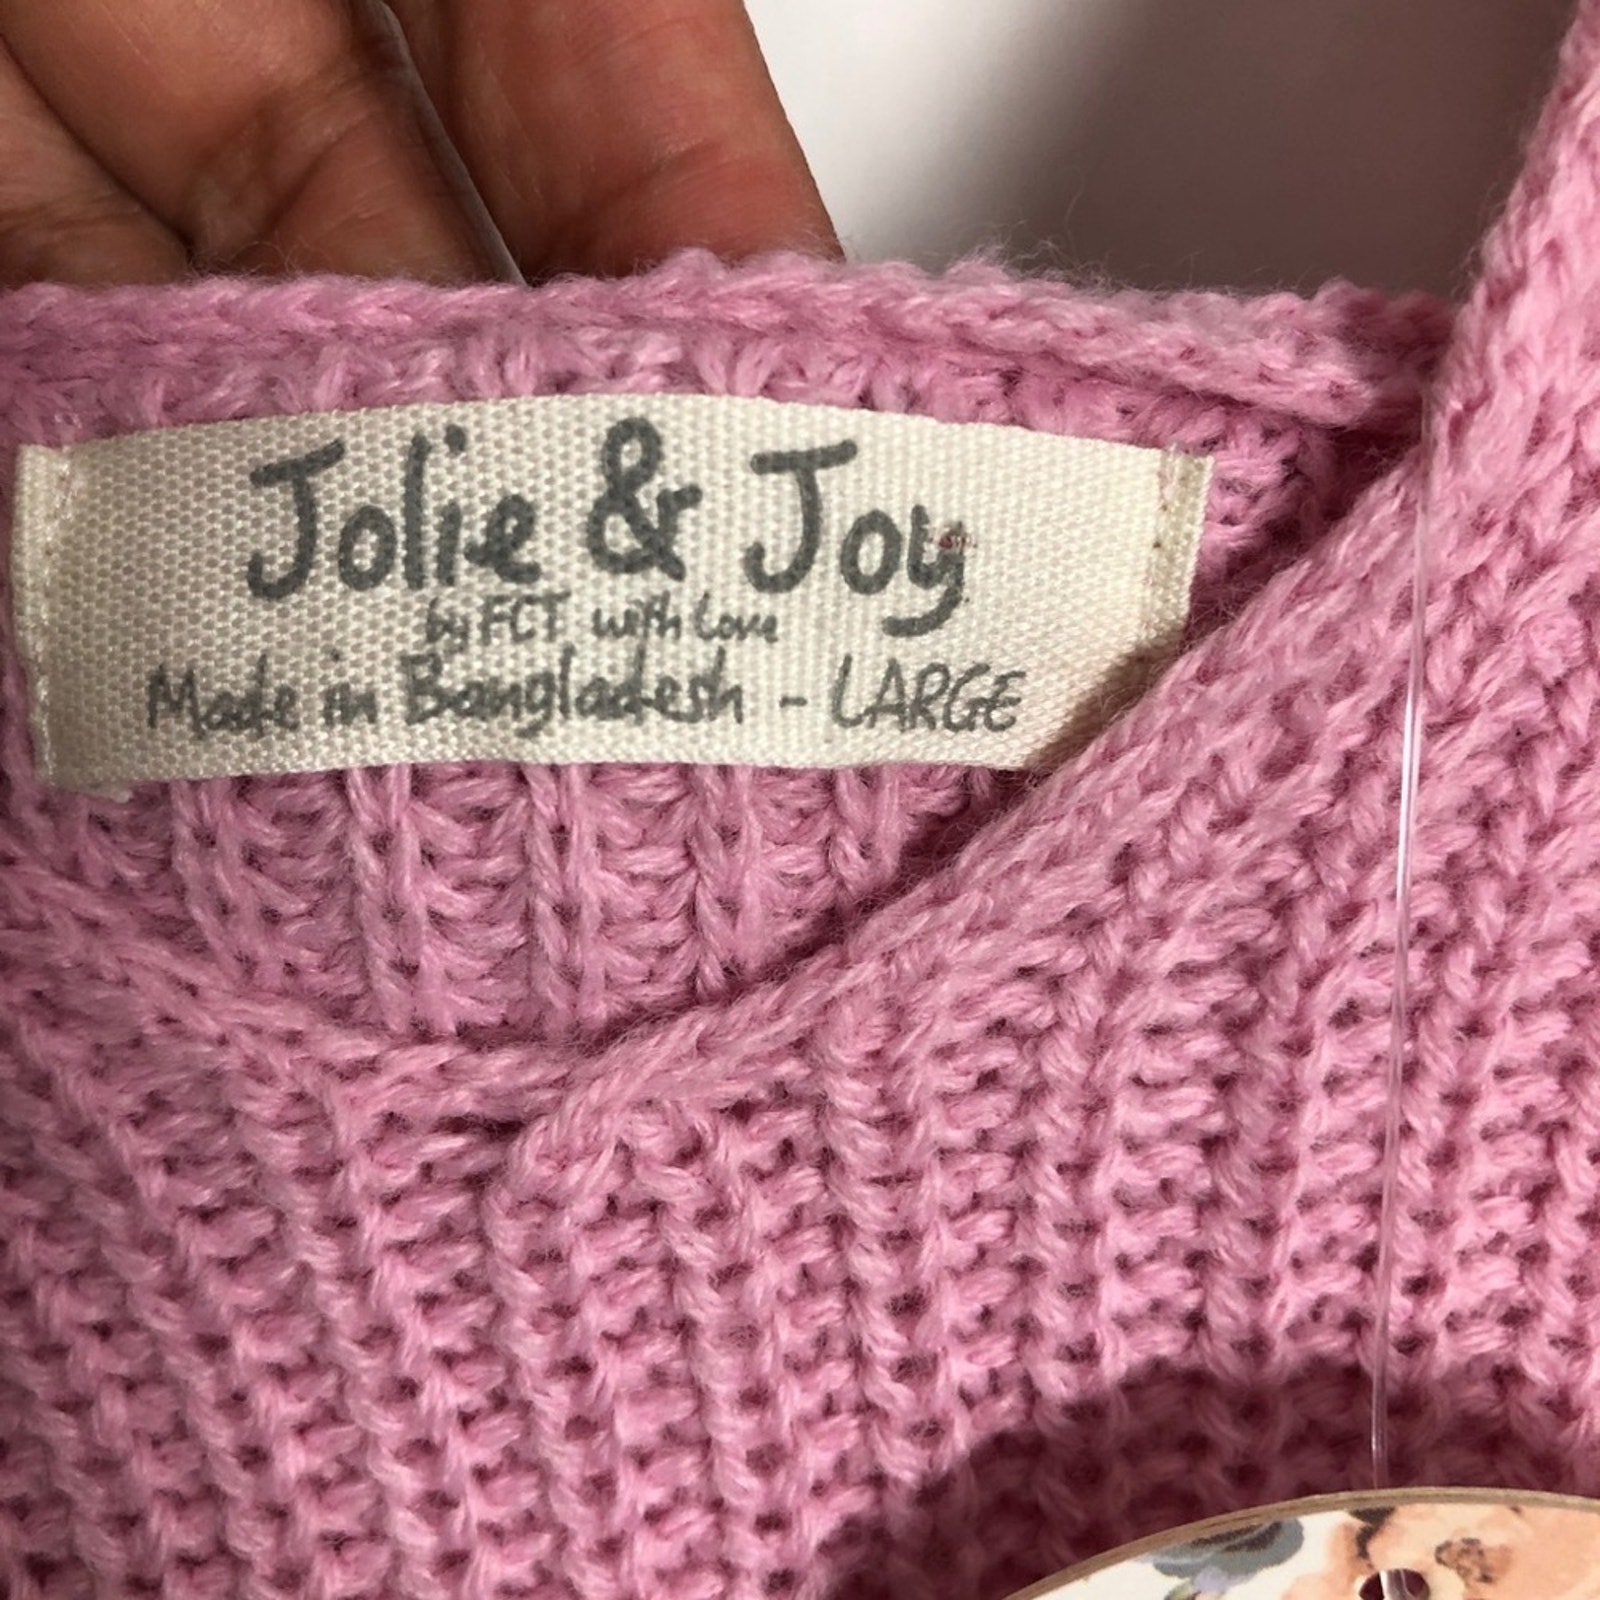 Jolie & Joy
by FCT with Love
Made in Bangladesh - LARGE